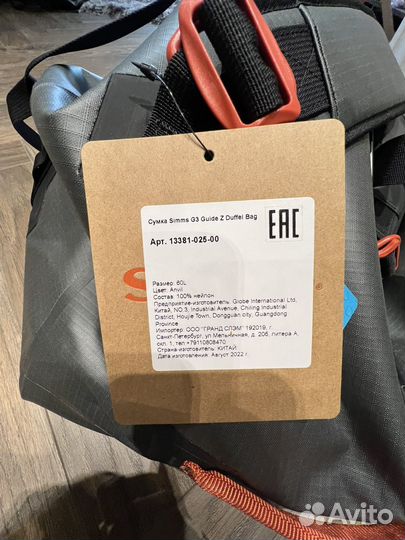 Сумка Simms G3 Guide Z Duffel Bag
EAC
Арт. 13381-025-00
Размер: 60L
Цвет: Anvil
Состав: 100% нейлон
Предприятие-изготовитель: Globe International Ltd,
Китай, NO.3, Industrial Avenue, Chiling Industrial
District, Houjie Town, Dongguan city, Guangdong
Province
Импортер: ООО "ГРАНД СЛЭМ" 192019, г.
Санкт-Петербург, ул Мельничная, д. 20б, литера А,
скл. 1, тел +79110808470
Страна-изготовитель: КИТАЙ
Дата изготовления: Август 2022 г.
Avito